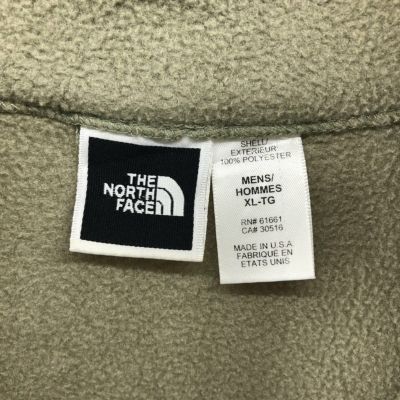 THE
NORTH
FACE
SHELL/
EXTERIEUR:
100% POLYESTER
MENS/
HOMMES
XL-TG
RN# 61661
CA# 30516
MADE IN U.S.A
FABRIQUÉ EN
ETATS UNIS